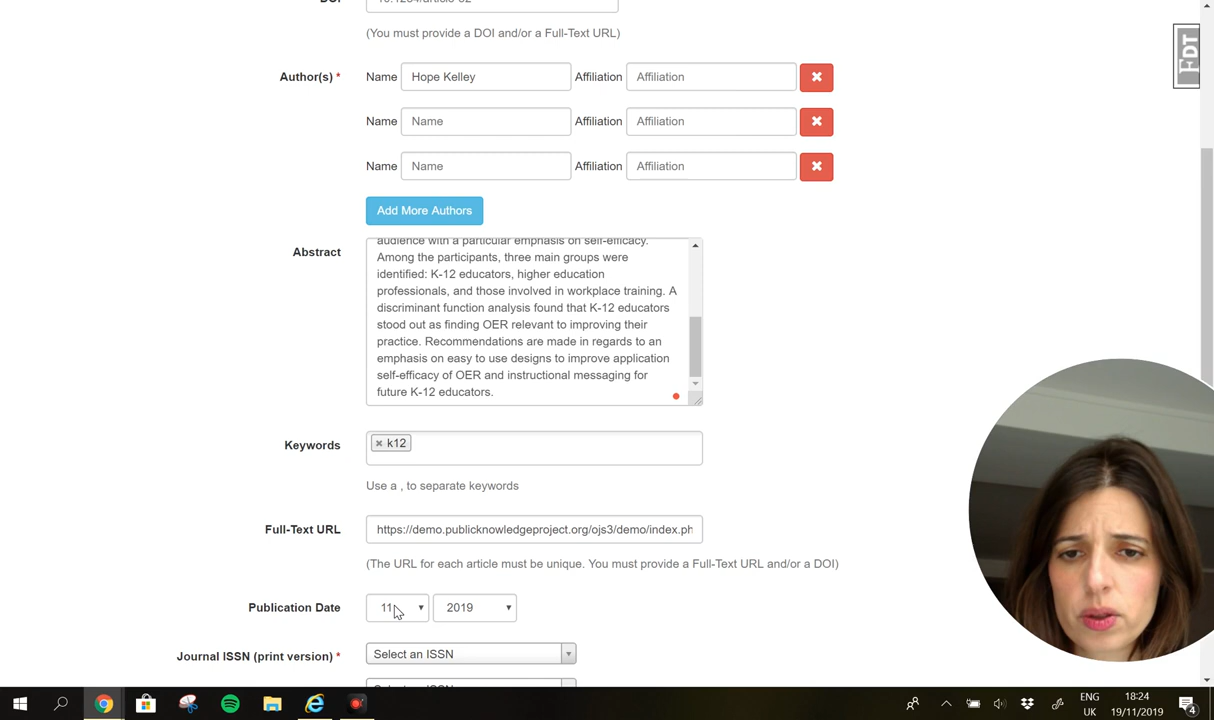 DOI
(You must provide a DOI and/or a Full-Text URL)
Author(s) * Name Hope Kelley Affiliation Affiliation
Name Name Affiliation Affiliation
Name Name Affiliation Affiliation
Add More Authors
Abstract
audience with a particular emphasis on self-efficacy.
Among the participants, three main groups were
identified: K-12 educators, higher education
professionals, and those involved in workplace training. A
discriminant function analysis found that K-12 educators
stood out as finding OER relevant to improving their
practice. Recommendations are made in regards to an
emphasis on easy to use designs to improve application
self-efficacy of OER and instructional messaging for
future K-12 educators.
Keywords k12
Use a , to separate keywords
Full-Text URL https://demo.publicknowledgeproject.org/ojs3/demo/index.ph
(The URL for each article must be unique. You must provide a Full-Text URL and/or a DOI)
Publication Date 11 2019
Journal ISSN (print version) * Select an ISSN
FDT
ENG
UK
18:24
19/11/2019
4